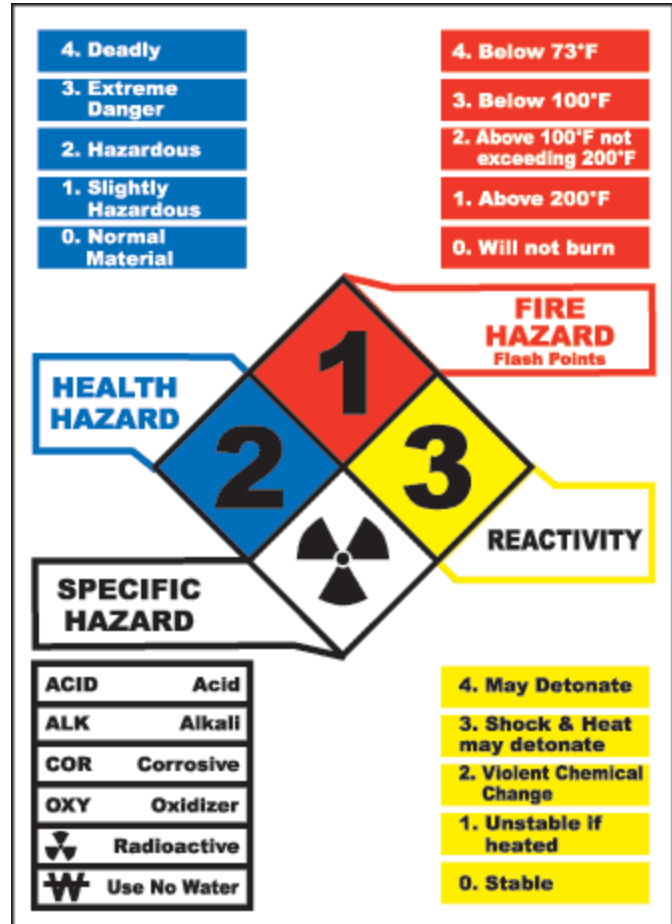 4. Deadly
3. Extreme
Danger
2. Hazardous
1. Slightly
Hazardous
0. Normal
Material
4. Below 73°F
3. Below 100°F
2. Above 100°F not
exceeding 200°F
1. Above 200°F
0. Will not burn
FIRE
HAZARD
Flash Points
HEALTH
HAZARD
1
2
3
REACTIVITY
SPECIFIC
HAZARD
ACID Acid
ALK Alkali
COR Corrosive
OXY Oxidizer
Radioactive
W Use No Water
4. May Detonate
3. Shock & Heat
may detonate
2. Violent Chemical
Change
1. Unstable if
heated
0. Stable